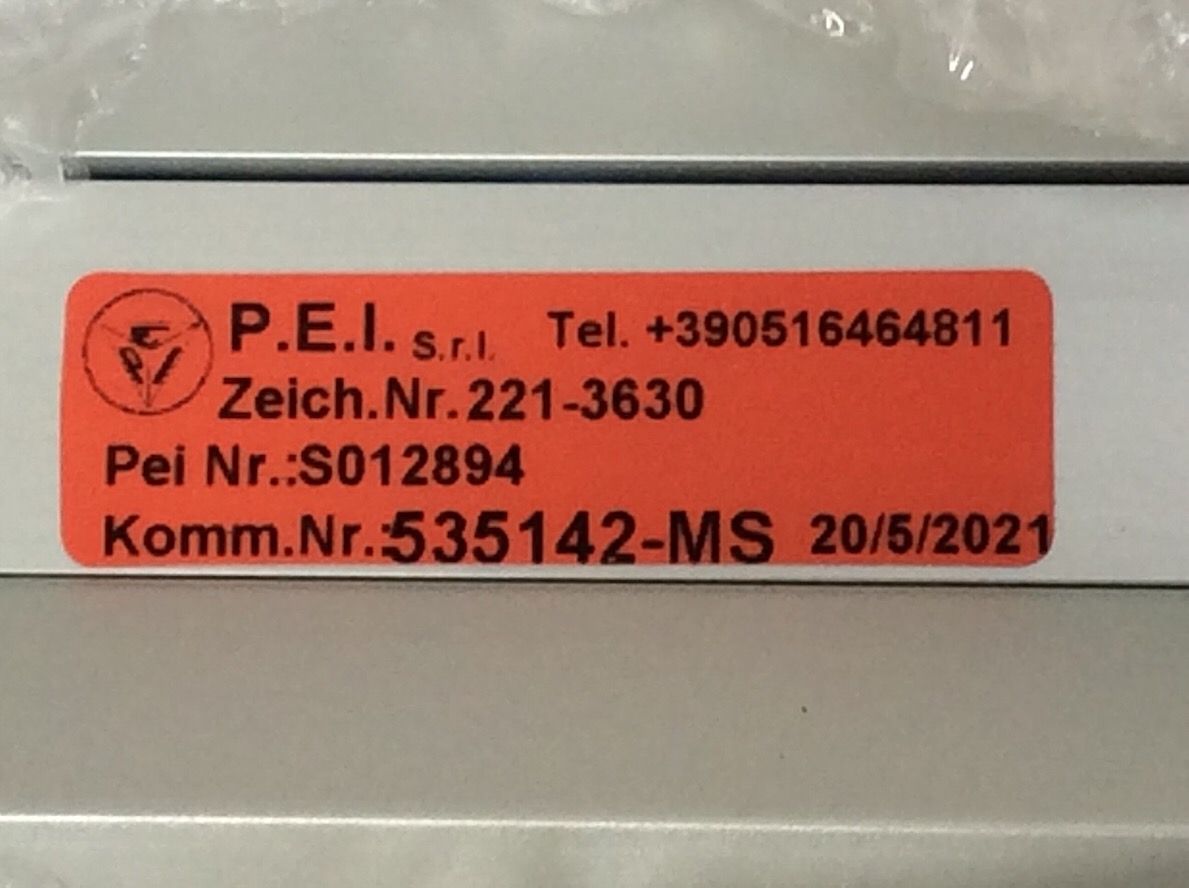 P.E.I. S.r.l. Tel. +390516464811
Zeich.Nr.221-3630
Pei Nr.:S012894
Komm.Nr.:535142-MS 20/5/2021